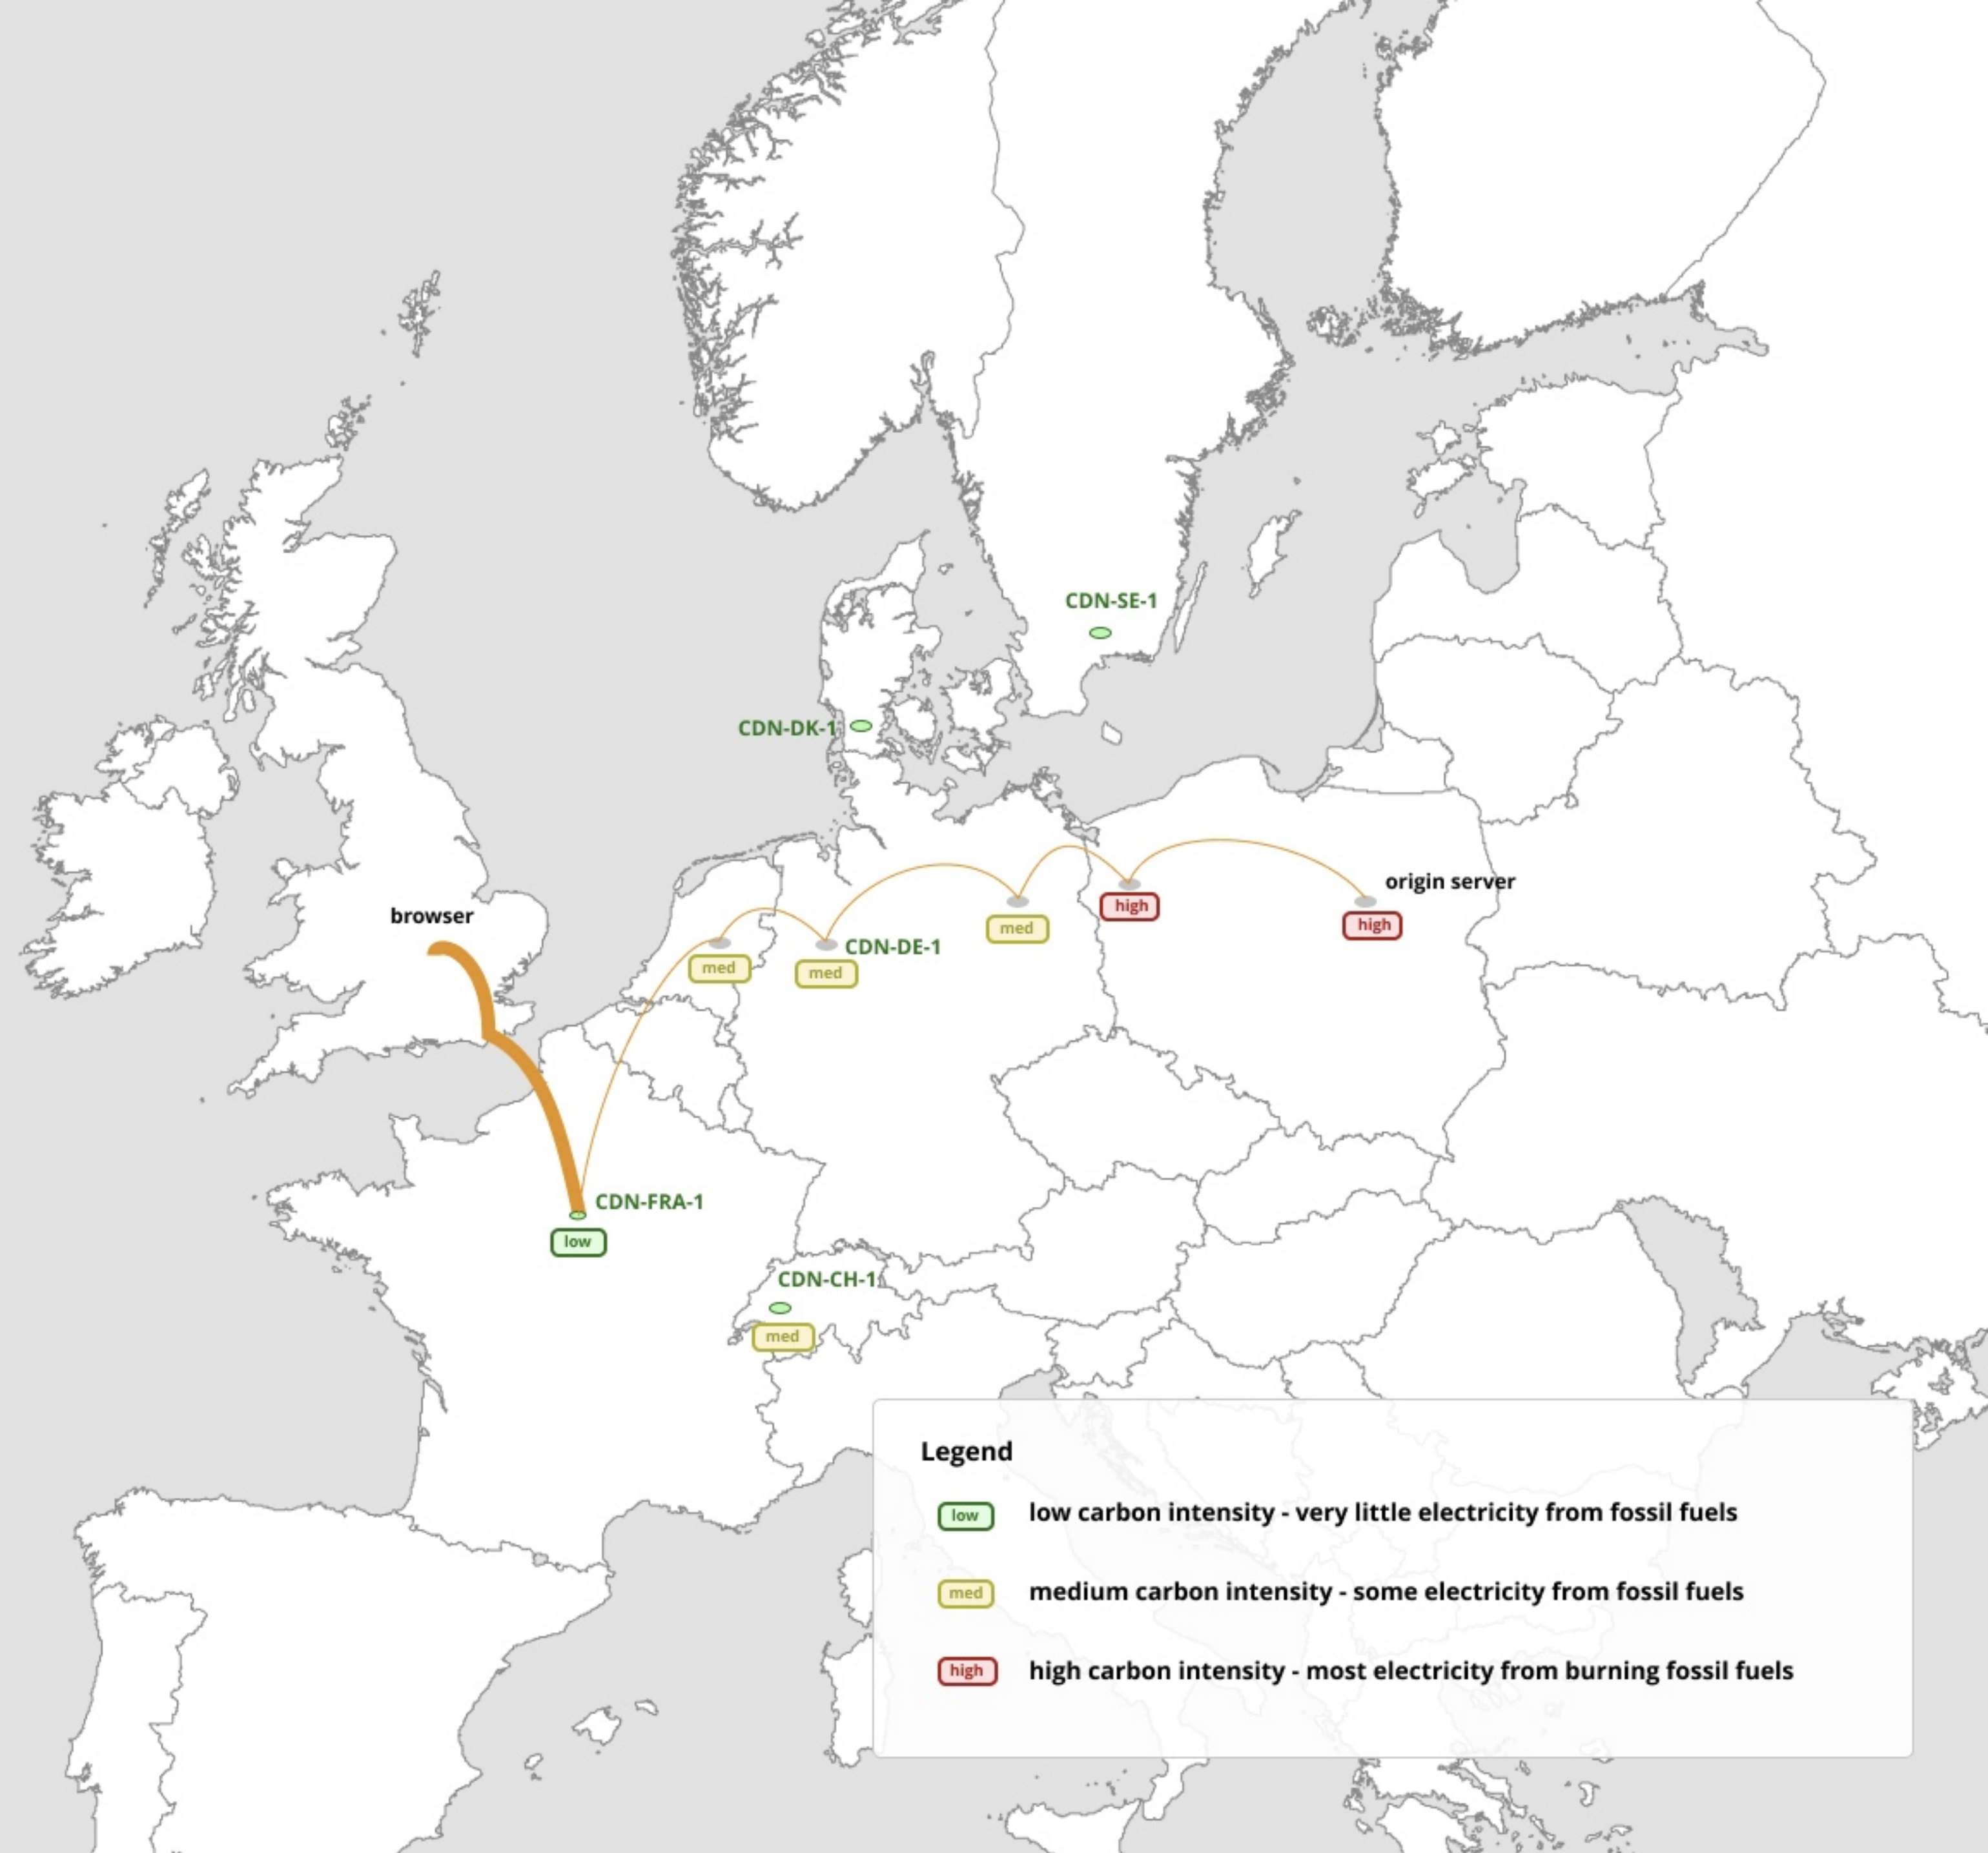 CDN-SE-1
CDN-DK-1
origin server
high
high
browser
med
CDN-DE-1
med
med
CDN-FRA-1
low
CDN-CH-1
med
Legend
low low carbon intensity - very little electricity from fossil fuels
med medium carbon intensity - some electricity from fossil fuels
high high carbon intensity - most electricity from burning fossil fuels